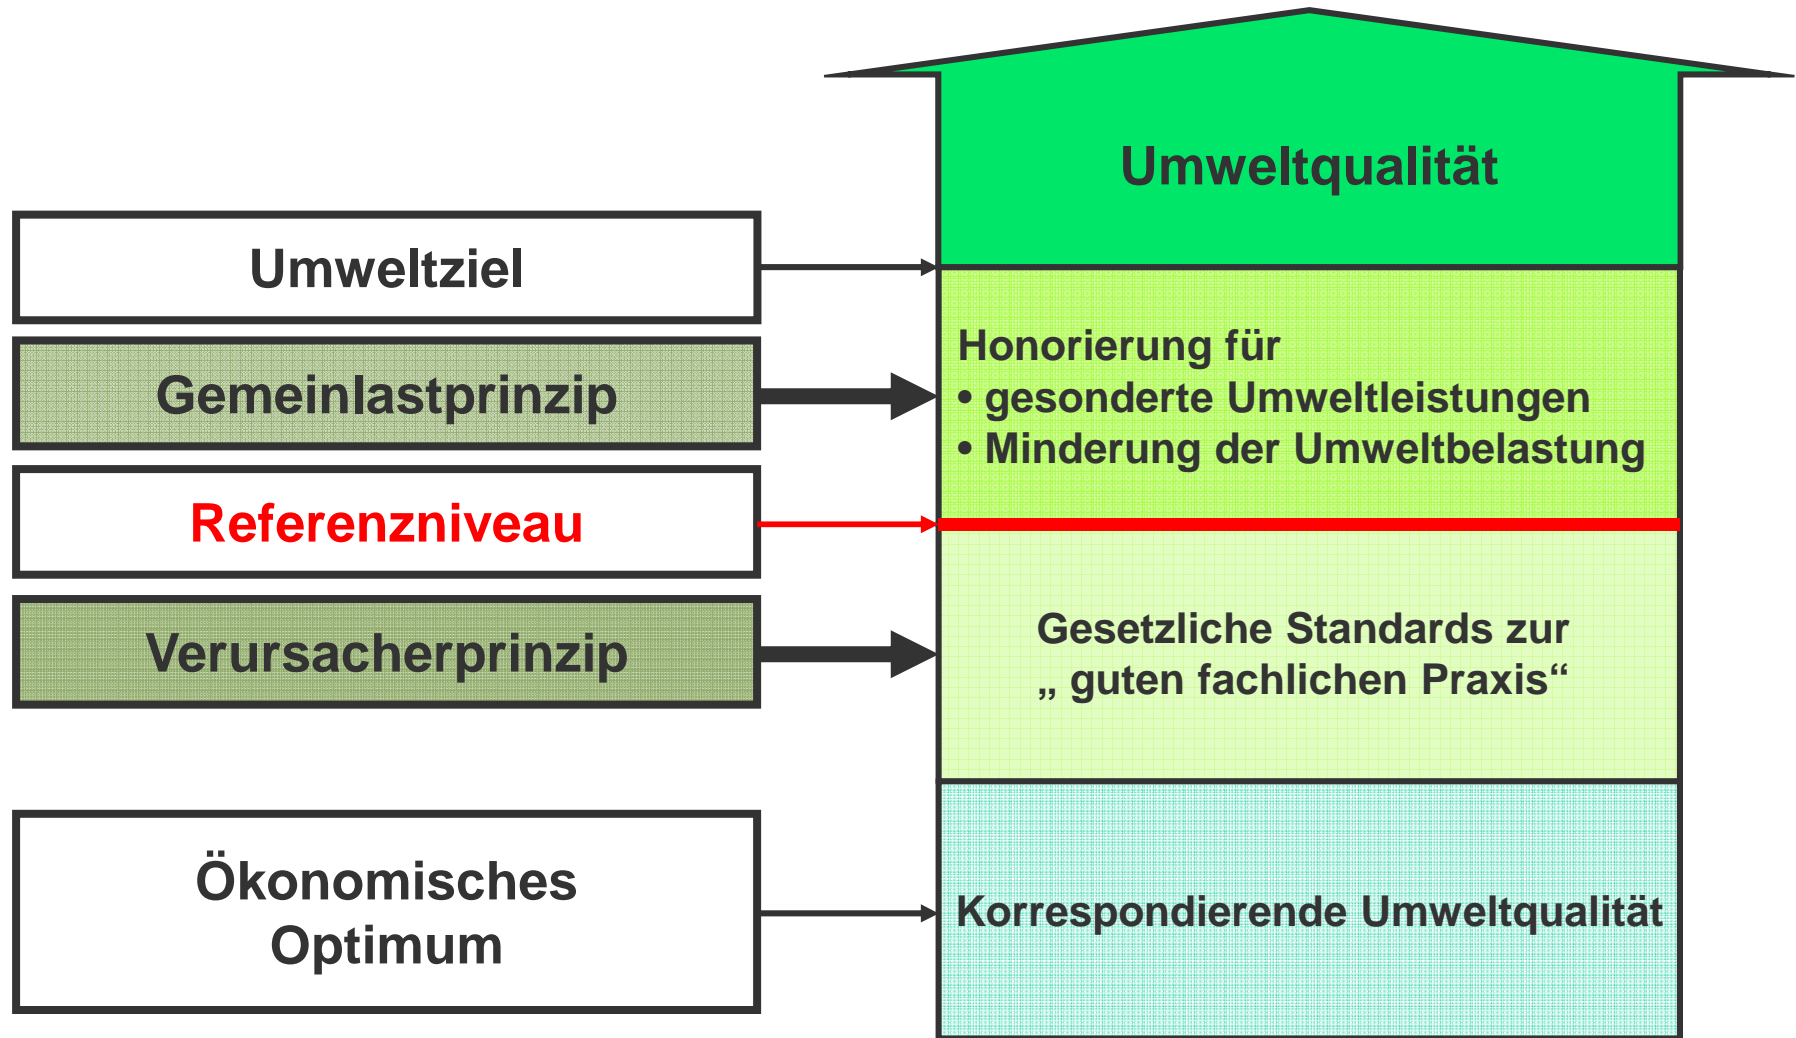 Umweltqualität
Umweltziel
Gemeinlastprinzip
Honorierung für
• gesonderte Umweltleistungen
• Minderung der Umweltbelastung
Referenzniveau
Verursacherprinzip
Gesetzliche Standards zur
„ guten fachlichen Praxis“
Ökonomisches
Optimum
Korrespondierende Umweltqualität